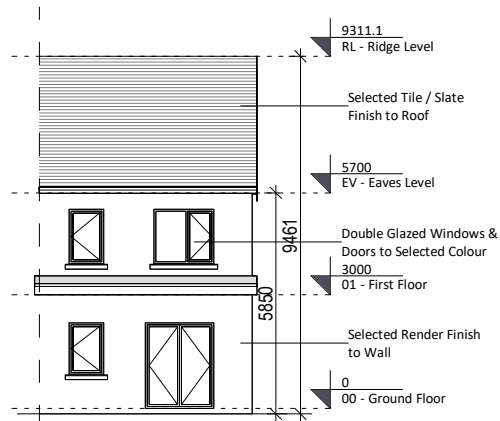 9311.1
RL - Ridge Level
Selected Tile / Slate
Finish to Roof
5700
EV - Eaves Level
Double Glazed Windows &
Doors to Selected Colour
9461
3000
01 - First Floor
5850
Selected Render Finish
to Wall
0
00 - Ground Floor